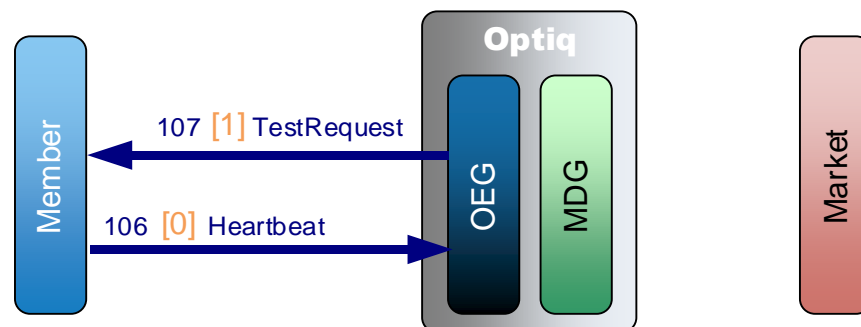 Optiq
Member
107 [1] TestRequest
106 [0] Heartbeat
OEG
MDG
Market